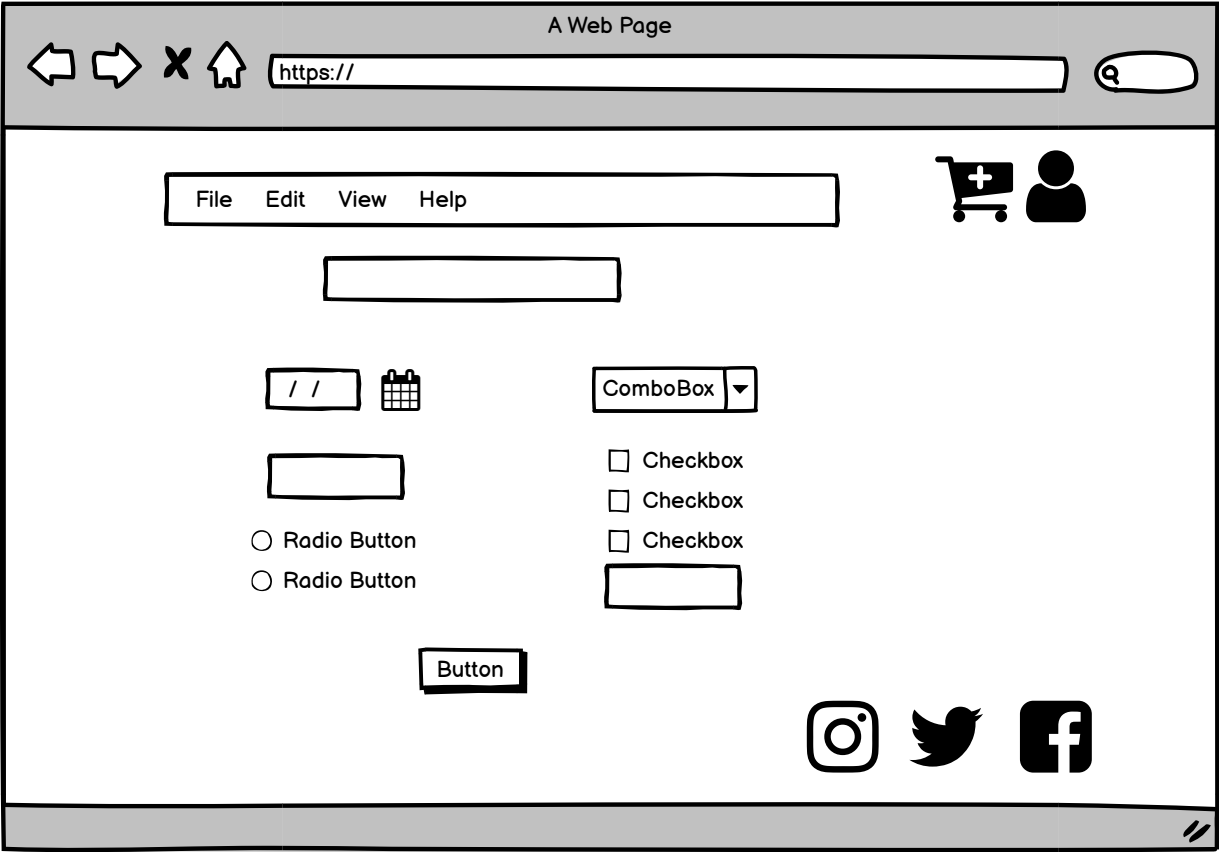 A Web Page
https://
File Edit View Help
/ /
ComboBox
Checkbox
Checkbox
Radio Button
Checkbox
Radio Button
Button